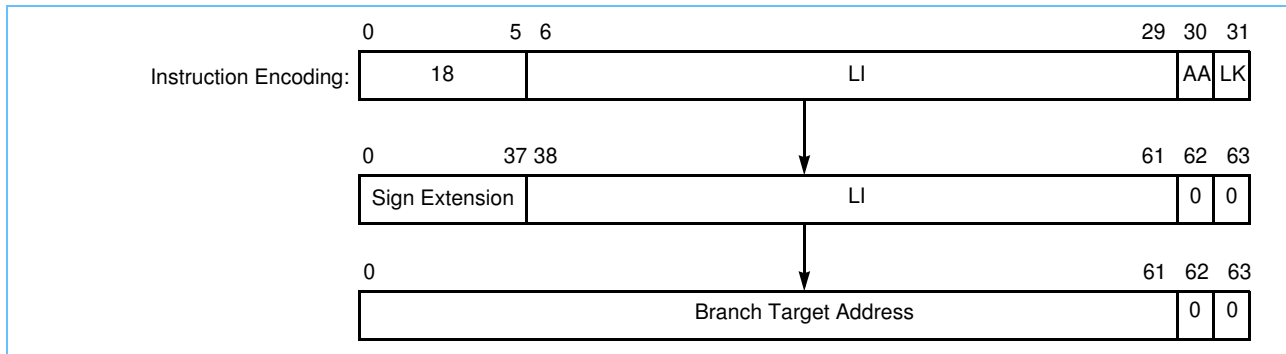 0 5 6 29 30 31
Instruction Encoding: 18 LI AA LK
0 37 38 61 62 63
Sign Extension LI 0 0
0 61 62 63
Branch Target Address 0 0